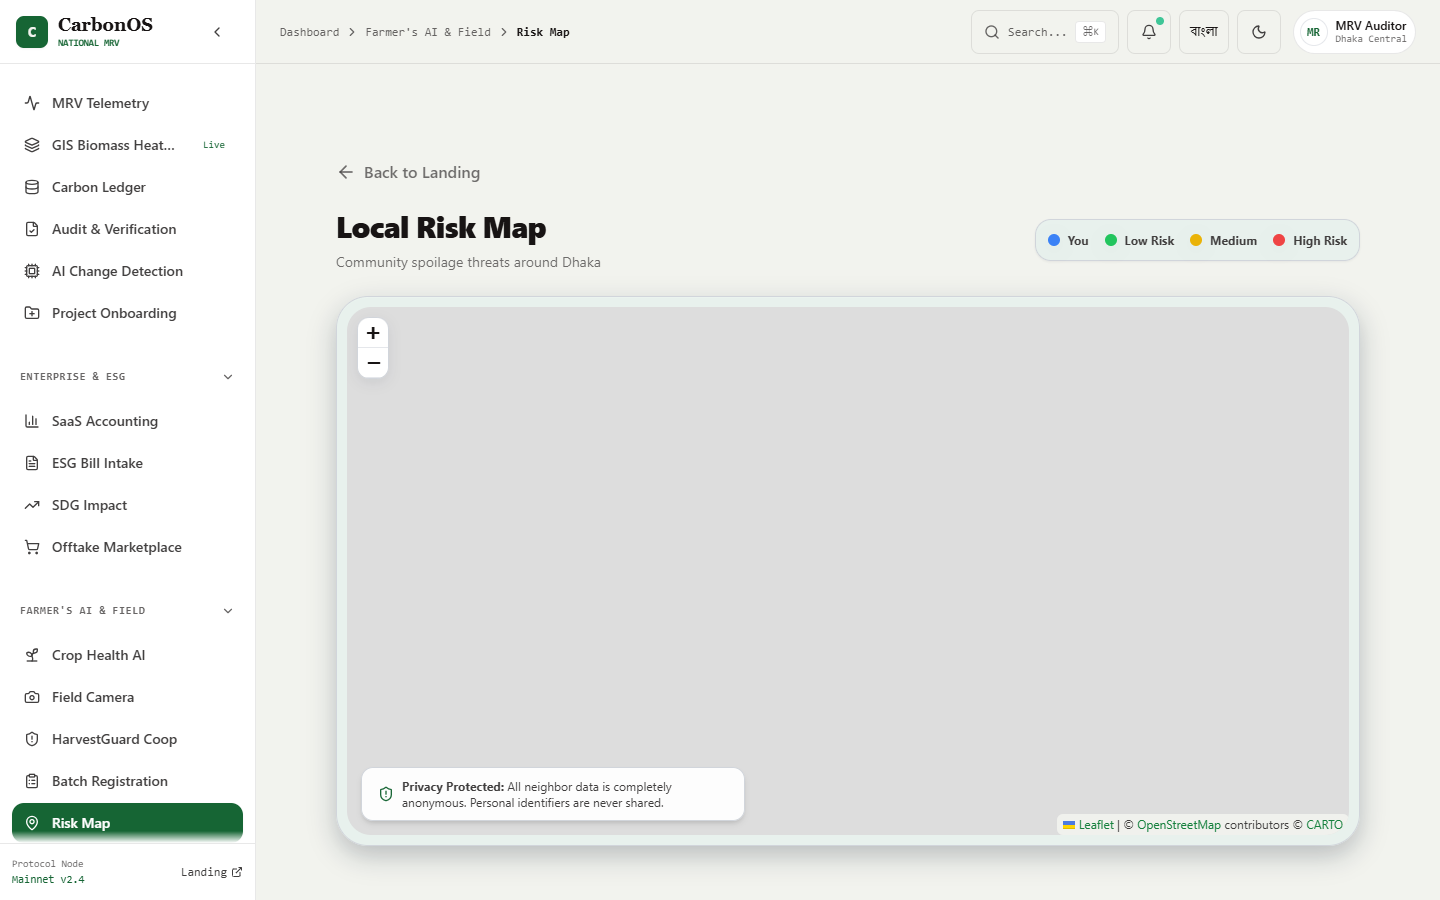 C
CarbonOS
NATIONAL MRV
MRV Telemetry
GIS Biomass Heat...
Live
Carbon Ledger
Audit & Verification
AI Change Detection
Project Onboarding
ENTERPRISE & ESG
SaaS Accounting
ESG Bill Intake
SDG Impact
Offtake Marketplace
FARMER'S AI & FIELD
Crop Health AI
Field Camera
HarvestGuard Coop
Batch Registration
Risk Map
Protocol Node
Mainnet v2.4
Landing
Dashboard > Farmer's AI & Field > Risk Map
Search... ⌘K
বাংলা
MR
MRV Auditor
Dhaka Central
Back to Landing
Local Risk Map
Community spoilage threats around Dhaka
You Low Risk Medium High Risk
+
−
Privacy Protected: All neighbor data is completely
anonymous. Personal identifiers are never shared.
Leaflet | © OpenStreetMap contributors © CARTO